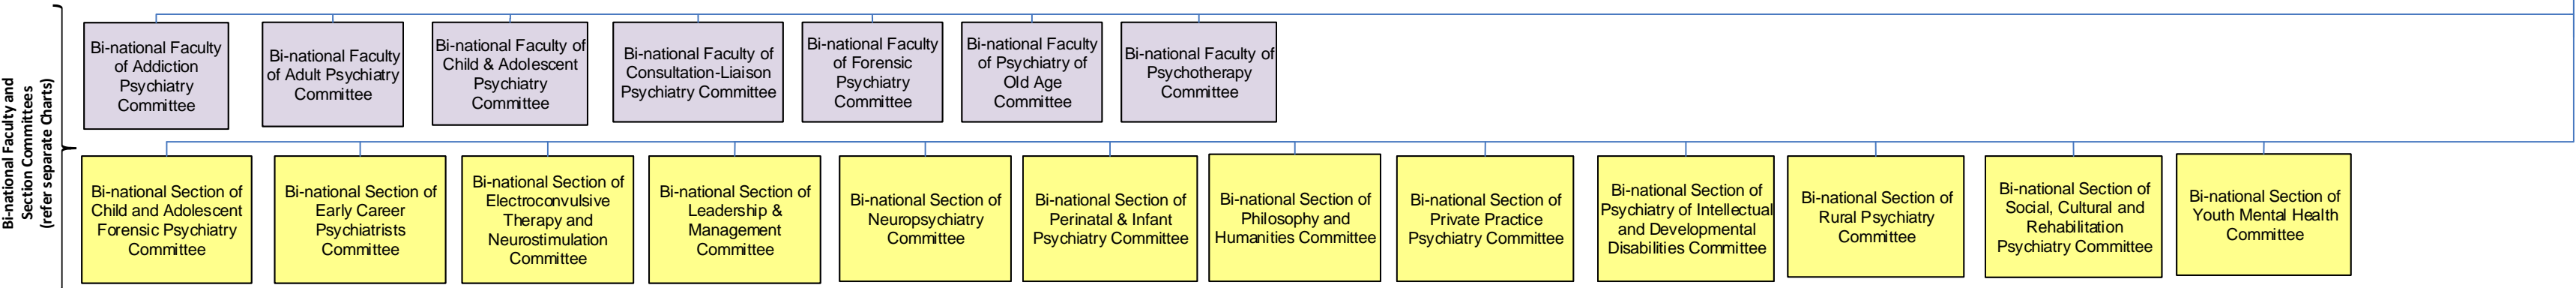 Bi-national Faculty and
Section Committees
(refer separate Charts)
Bi-national Faculty
of Addiction
Psychiatry
Committee
Bi-national Faculty
of Adult Psychiatry
Committee
Bi-national Faculty of
Child & Adolescent
Psychiatry
Committee
Bi-national Faculty of
Consultation-Liaison
Psychiatry Committee
Bi-national Faculty
of Forensic
Psychiatry
Committee
Bi-national Faculty
of Psychiatry of
Old Age
Committee
Bi-national Faculty of
Psychotherapy
Committee
Bi-national Section of
Child and Adolescent
Forensic Psychiatry
Committee
Bi-national Section of
Early Career
Psychiatrists
Committee
Bi-national Section of
Electroconvulsive
Therapy and
Neurostimulation
Committee
Bi-national Section of
Leadership &
Management
Committee
Bi-national Section of
Neuropsychiatry
Committee
Bi-national Section of
Perinatal & Infant
Psychiatry Committee
Bi-national Section of
Philosophy and
Humanities Committee
Bi-national Section of
Private Practice
Psychiatry Committee
Bi-national Section of
Psychiatry of Intellectual
and Developmental
Disabilities Committee
Bi-national Section of
Rural Psychiatry
Committee
Bi-national Section of
Social, Cultural and
Rehabilitation
Psychiatry Committee
Bi-national Section of
Youth Mental Health
Committee